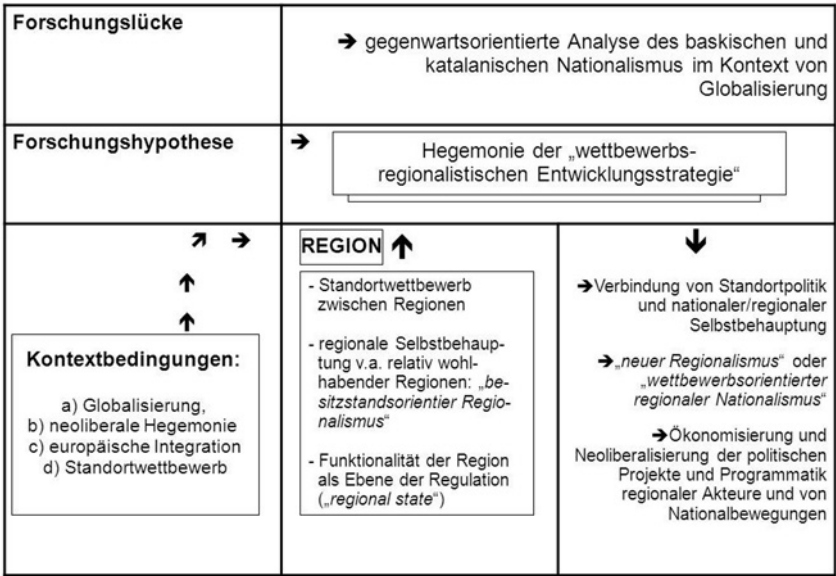 Forschungslücke
➔ gegenwartsorientierte Analyse des baskischen und
katalanischen Nationalismus im Kontext von
Globalisierung
Forschungshypothese
➔
Hegemonie der „wettbewerbs-
regionalistischen Entwicklungsstrategie“
Kontextbedingungen:
a) Globalisierung,
b) neoliberale Hegemonie
c) europäische Integration
d) Standortwettbewerb
REGION
- Standortwettbewerb
zwischen Regionen
- regionale Selbstbehaup-
tung v.a. relativ wohl-
habender Regionen: „be-
sitzstandsorientier Regio-
nalismus“
- Funktionalität der Region
als Ebene der Regulation
(„regional state“)
➔Verbindung von Standortpolitik
und nationaler/regionaler
Selbstbehauptung
➔„neuer Regionalismus“ oder
„wettbewerbsorientierter
regionaler Nationalismus“
➔Ökonomisierung und
Neoliberalisierung der politischen
Projekte und Programmatik
regionaler Akteure und von
Nationalbewegungen